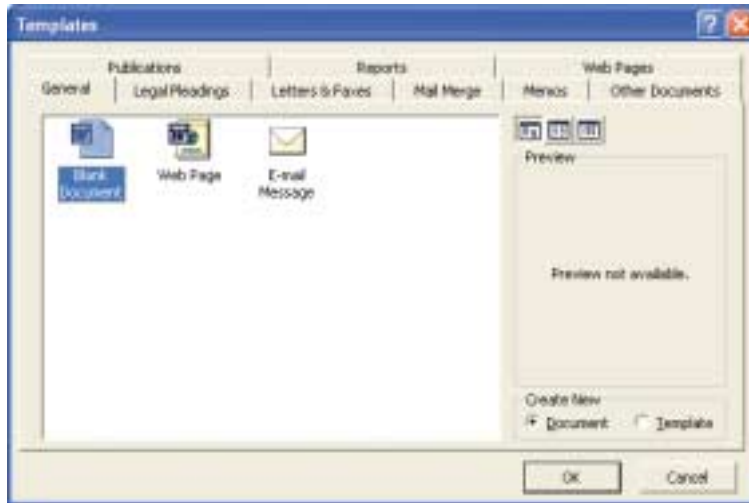 Templates
Publications Reports Web Pages
General Legal Pleadings Letters & Faxes Mail Merge Memos Other Documents
Blank Document
Web Page
E-mail Message
Preview
Preview not available.
Create New
Document Template
OK Cancel